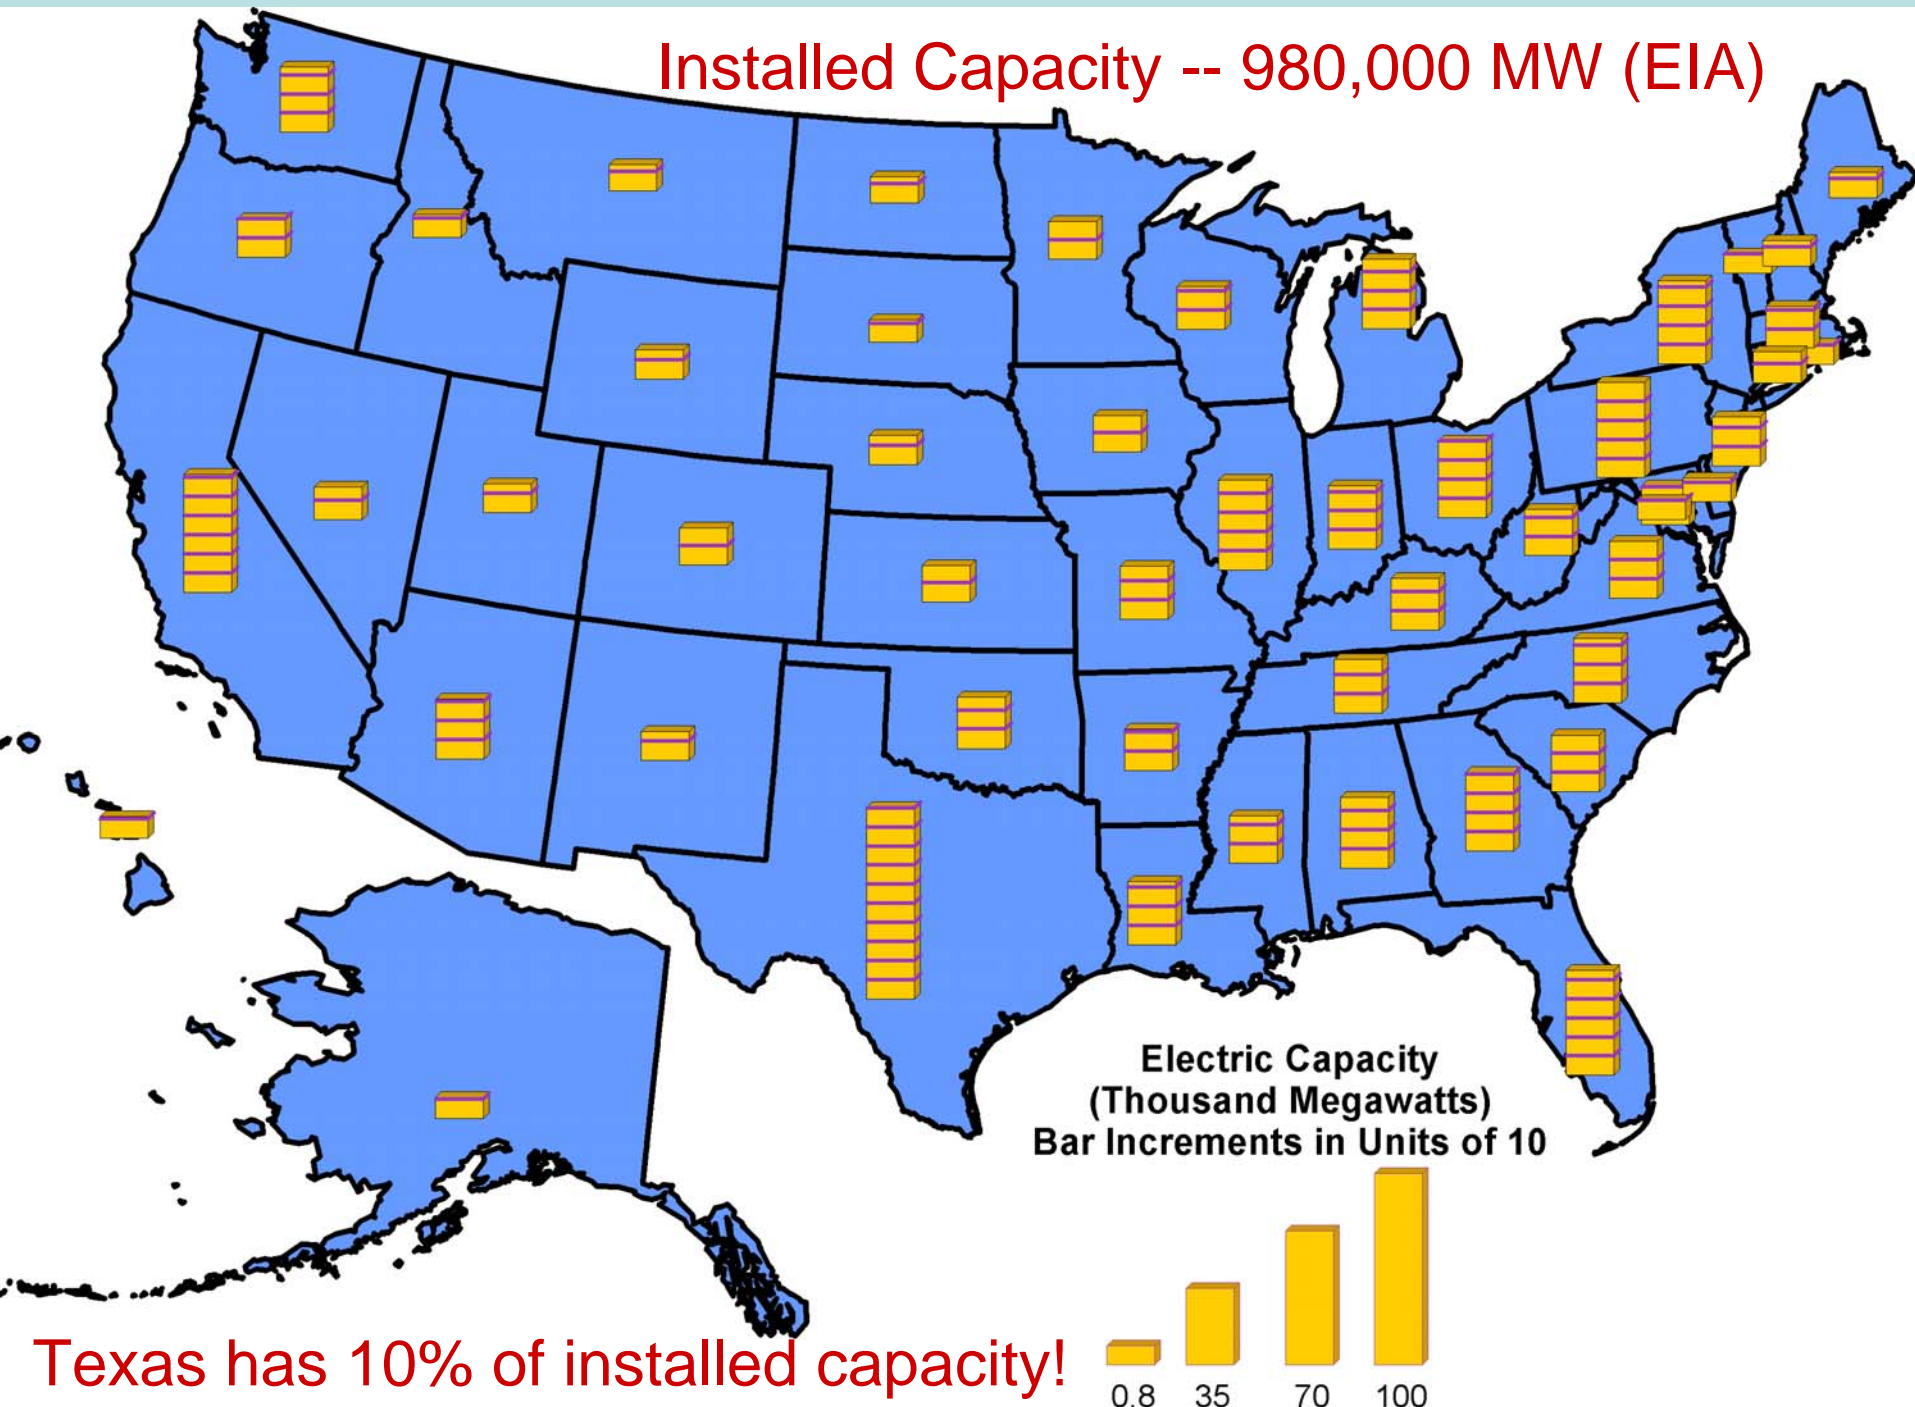 Installed Capacity -- 980,000 MW (EIA)
Electric Capacity
(Thousand Megawatts)
Bar Increments in Units of 10
Texas has 10% of installed capacity!
0.8 35 70 100